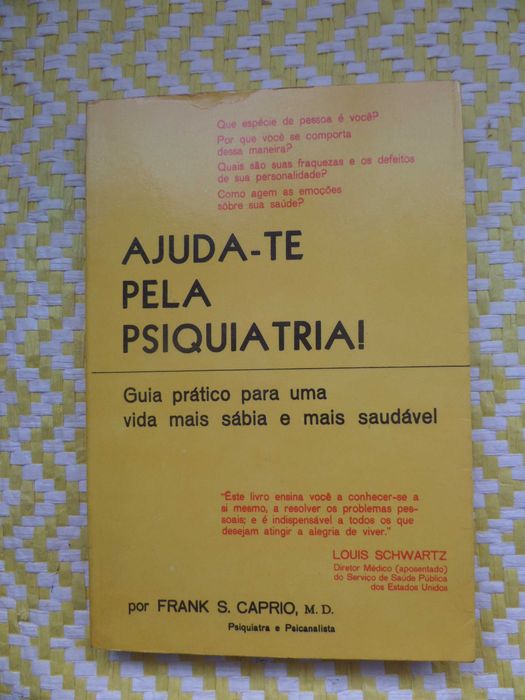 Que espécie de pessoa é você?
Por que você se comporta
dessa maneira?
Quais são suas fraquezas e os defeitos
de sua personalidade?
Como agem as emoções
sôbre sua saúde?
AJUDA-TE
PELA
PSIQUIATRIA!
Guia prático para uma
vida mais sábia e mais saudável
"Êste livro ensina você a conhecer-se a
si mesmo, a resolver os problemas pes-
soais; e é indispensável a todos os que
desejam atingir a alegria de viver."
LOUIS SCHWARTZ
Diretor Médico (aposentado)
do Serviço de Saúde Pública
dos Estados Unidos
por FRANK S. CAPRIO, M. D.
Psiquiatra e Psicanalista